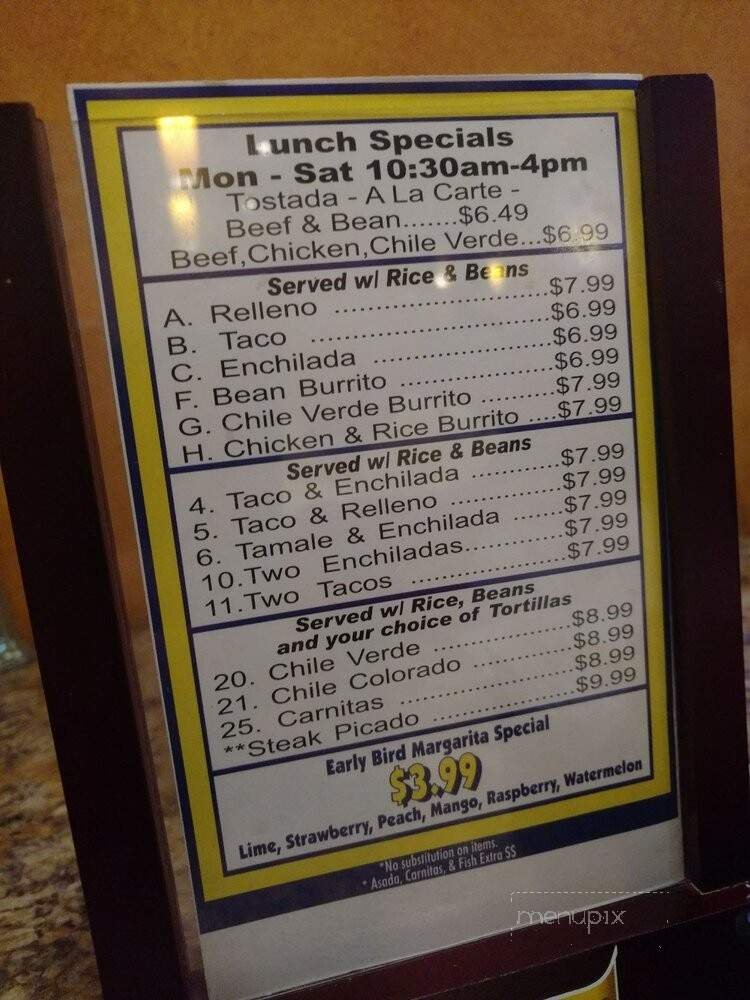 Lunch Specials
Mon - Sat 10:30am-4pm
Tostada - A La Carte -
Beef & Bean.......$6.49
Beef,Chicken,Chile Verde...$6.99
Served w/ Rice & Beans
A. Relleno ........................$7.99
B. Taco ...........................$6.99
C. Enchilada ....................$6.99
F. Bean Burrito .................$6.99
G. Chile Verde Burrito ........$7.99
H. Chicken & Rice Burrito ....$7.99
Served w/ Rice & Beans
4. Taco & Enchilada ..........$7.99
5. Taco & Relleno ............$7.99
6. Tamale & Enchilada ......$7.99
10.Two Enchiladas............$7.99
11.Two Tacos .................$7.99
Served w/ Rice, Beans
and your choice of Tortillas
20. Chile Verde ...............$8.99
21. Chile Colorado ...........$8.99
25. Carnitas ...................$8.99
**Steak Picado ................$9.99
Early Bird Margarita Special
$3.99
Lime, Strawberry, Peach, Mango, Raspberry, Watermelon
*No substitution on items.
* Asada, Carnitas, & Fish Extra $$
menupix